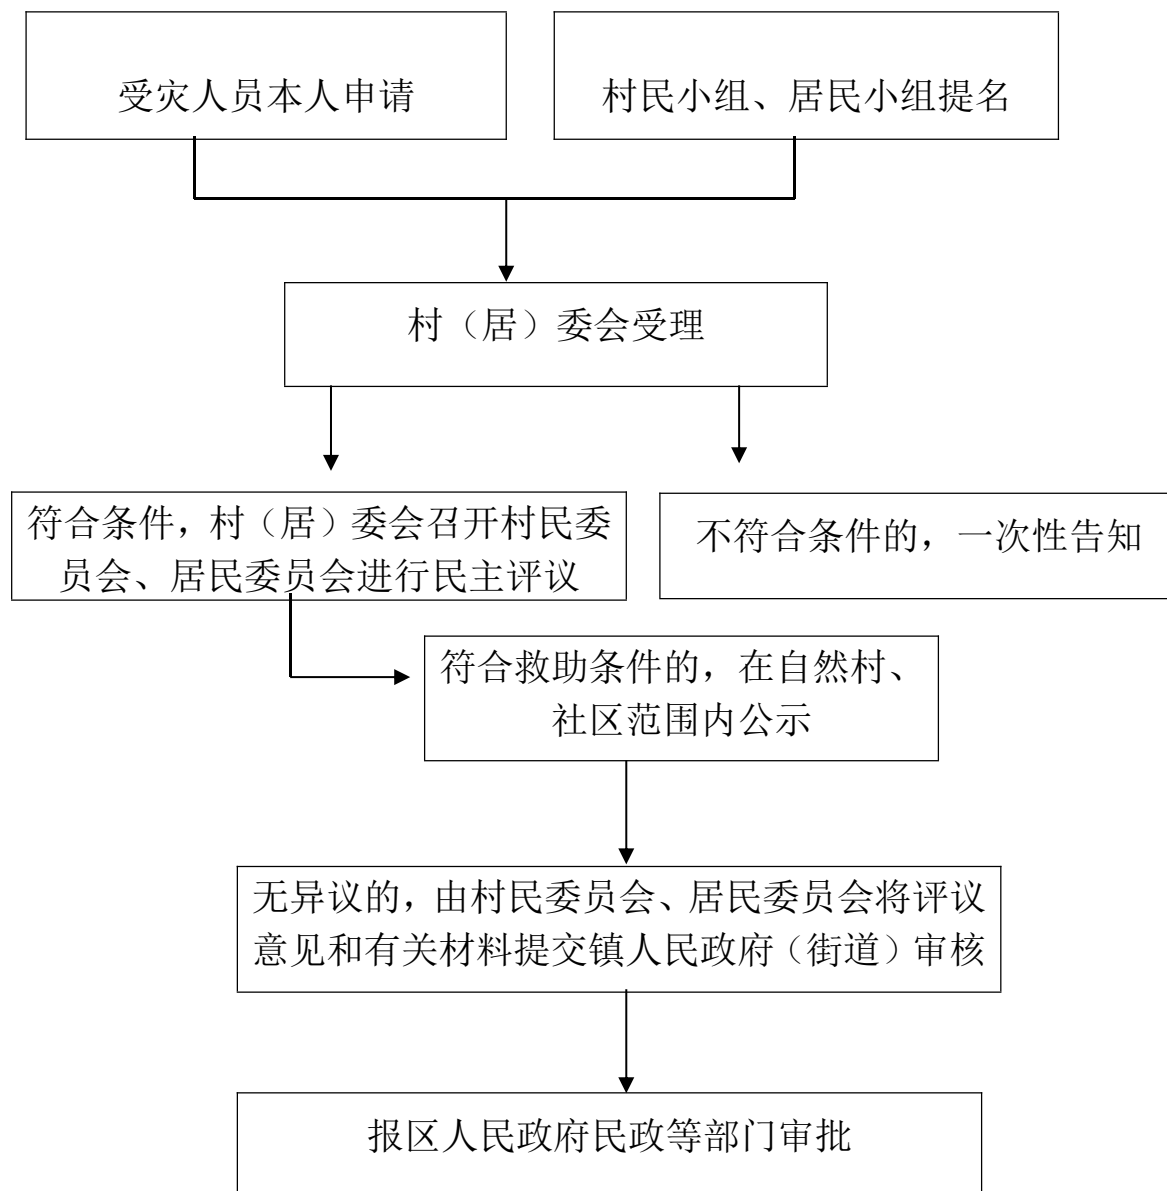 受灾人员本人申请
村民小组、居民小组提名
村（居）委会受理
符合条件，村（居）委会召开村民委
员会、居民委员会进行民主评议
不符合条件的，一次性告知
符合救助条件的，在自然村、
社区范围内公示
无异议的，由村民委员会、居民委员会将评议
意见和有关材料提交镇人民政府（街道）审核
报区人民政府民政等部门审批